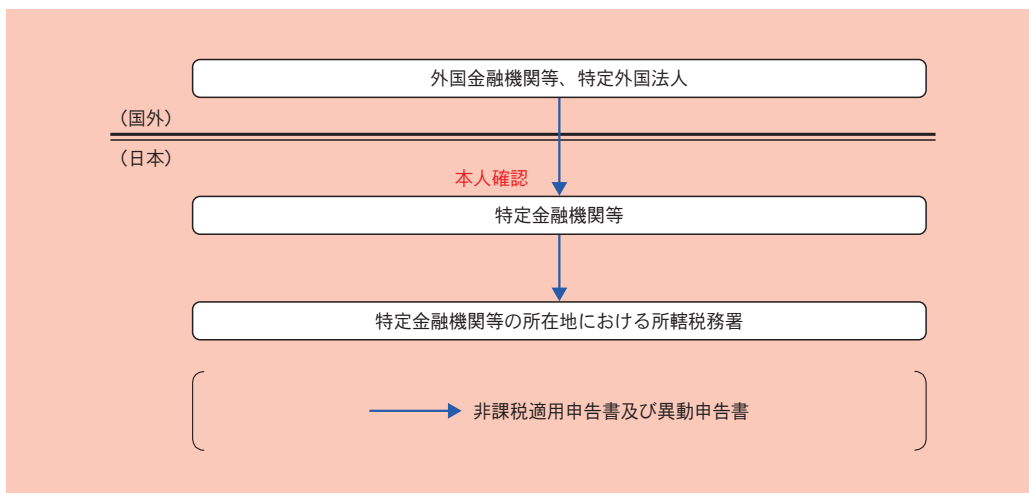 外国金融機関等、特定外国法人
（国外）
（日本）
本人確認
特定金融機関等
特定金融機関等の所在地における所轄税務署
非課税適用申告書及び異動申告書